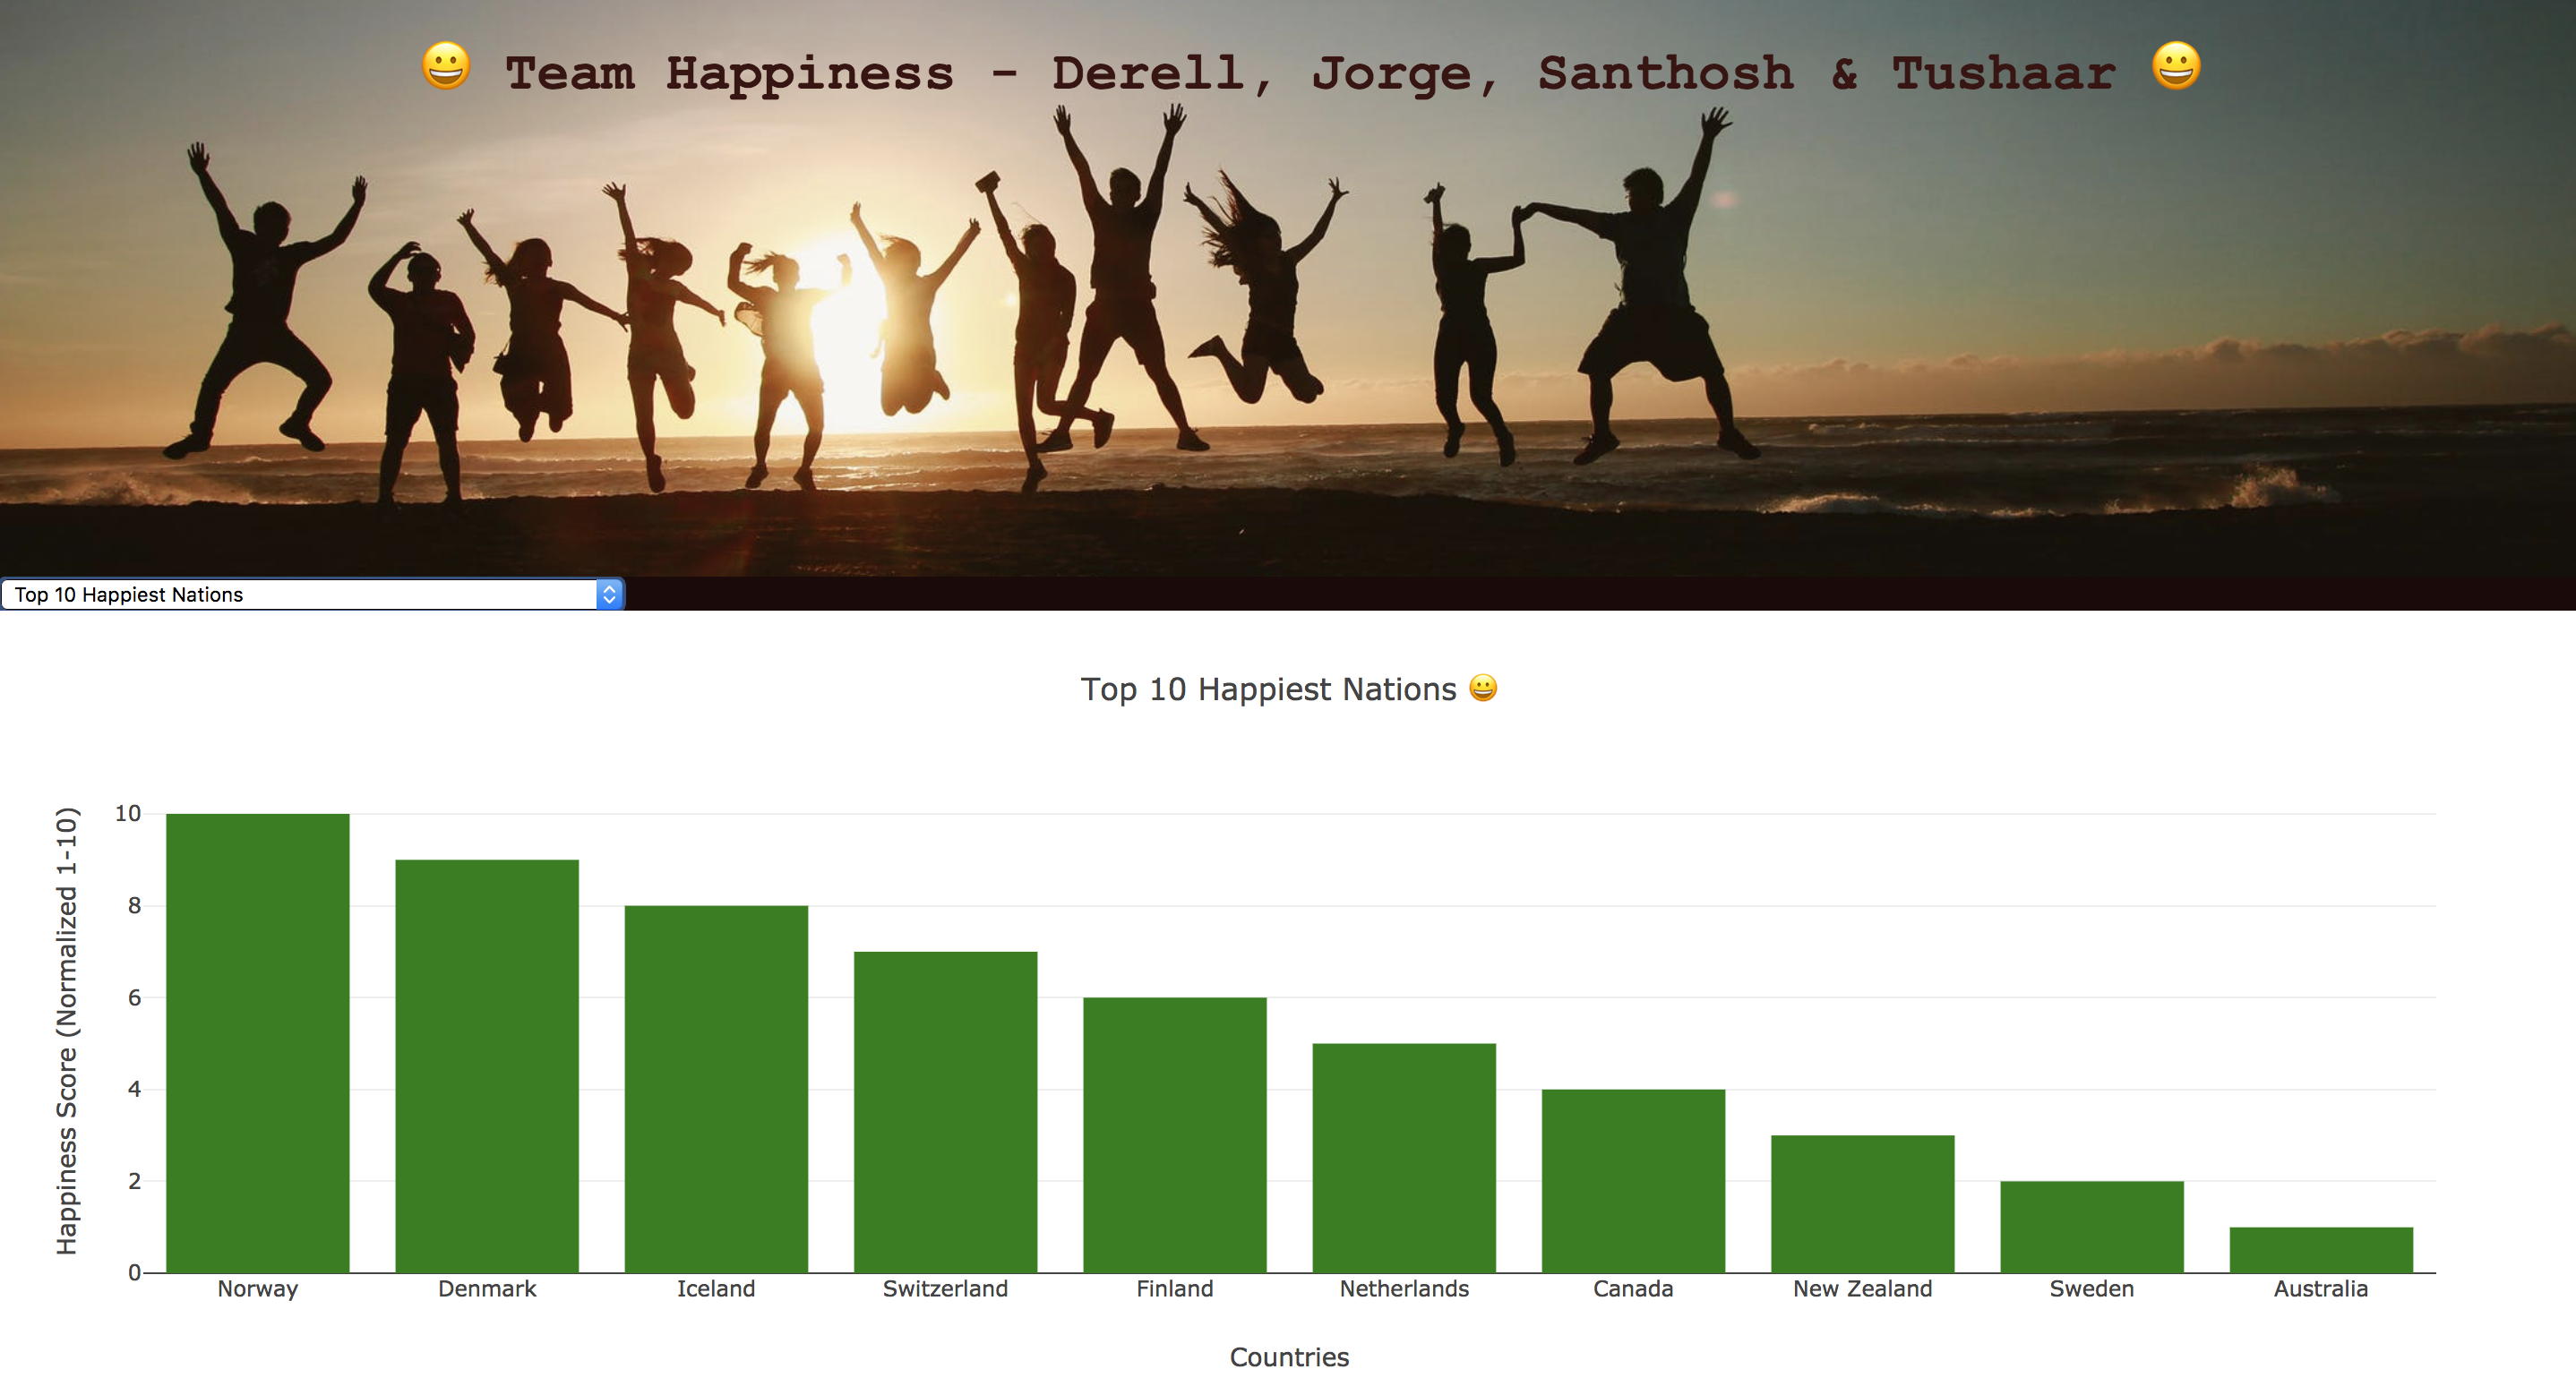 😀 Team Happiness - Derell, Jorge, Santhosh & Tushaar 😀
Top 10 Happiest Nations
Top 10 Happiest Nations 😀
Happiness Score (Normalized 1-10)
10
8
6
4
2
0
Norway Denmark Iceland Switzerland Finland Netherlands Canada New Zealand Sweden Australia
Countries